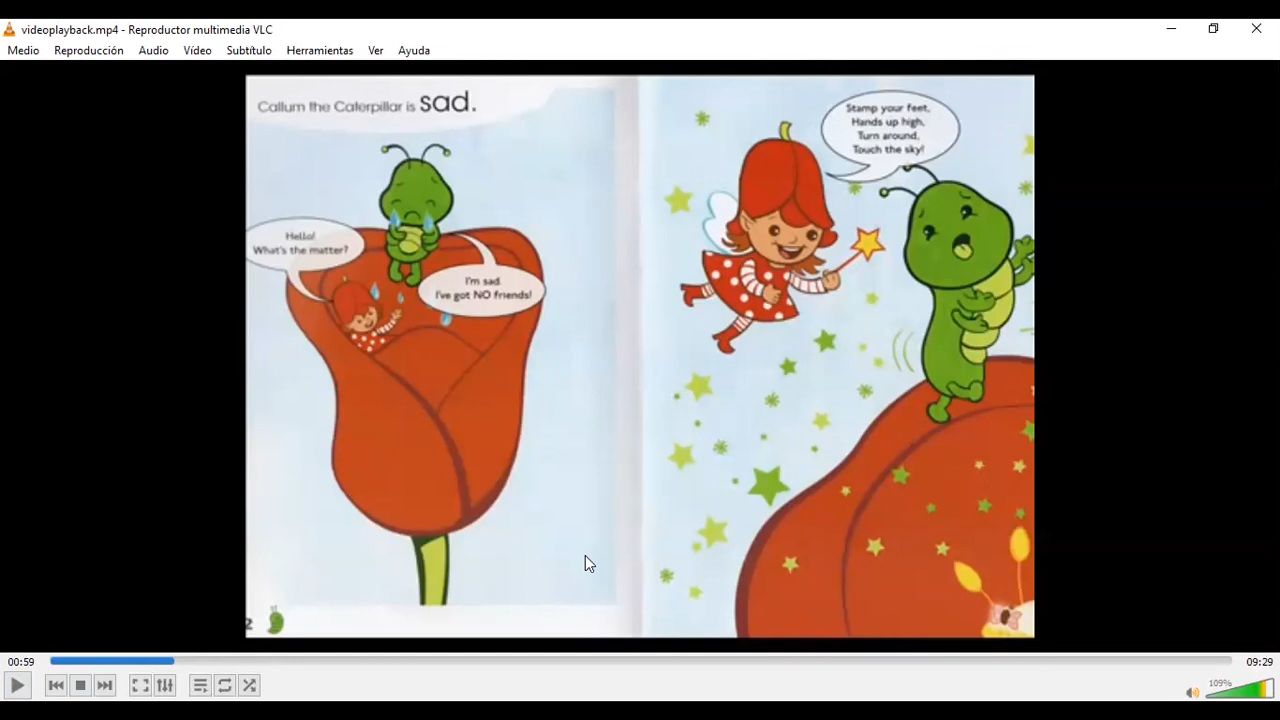 videoplayback.mp4 - Reproductor multimedia VLC
Medio Reproducción Audio Vídeo Subtítulo Herramientas Ver Ayuda
Callum the Caterpillar is sad.
Hello!
What's the matter?
I'm sad.
I've got NO friends!
2
Stamp your feet,
Hands up high,
Turn around,
Touch the sky!
00:59
09:29
109%